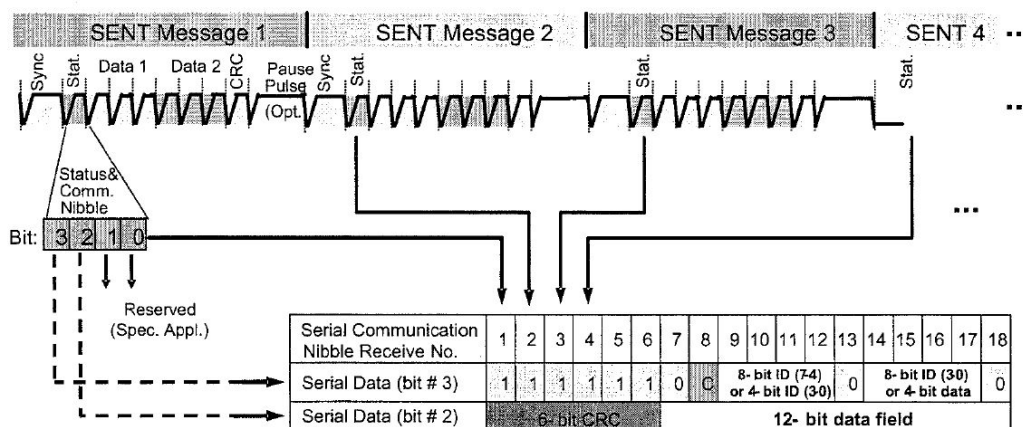 SENT Message 1 SENT Message 2 SENT Message 3 SENT 4 ...
Sync Stat. Data 1 Data 2 CRC Pause Pulse (Opt. Sync Stat. Stat. Stat.
...
Status&
Comm.
Nibble
...
Bit: 3 2 1 0
Reserved
(Spec. Appl.)
Serial Communication
Nibble Receive No. 1 2 3 4 5 6 7 8 9 10 11 12 13 14 15 16 17 18
Serial Data (bit # 3) 1 1 1 1 1 1 0 C 8- bit ID (7-4) 0 8- bit ID (3-0) 0
or 4- bit ID (3-0) or 4- bit data
Serial Data (bit # 2) 6- bit CRC 12- bit data field